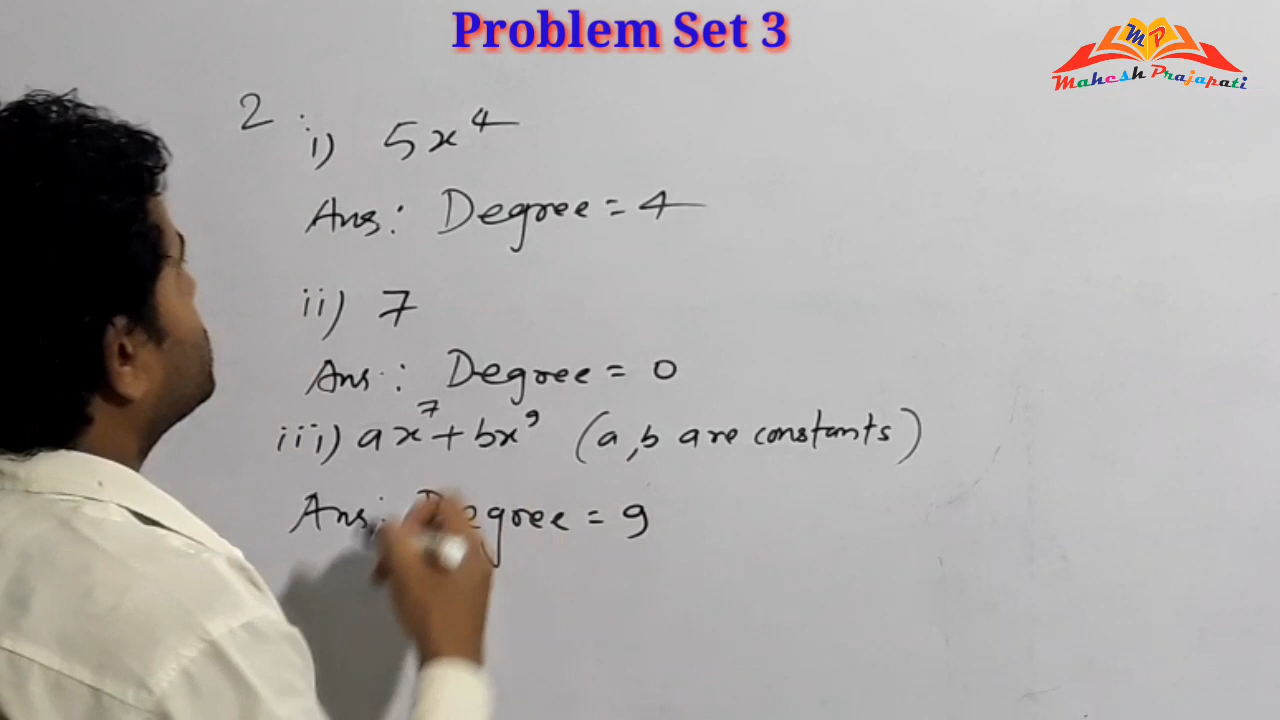 Problem Set 3
MP
Mahesh Prajapati
2 i) 5x⁴
Ans: Degree = 4
ii) 7
Ans: Degree = 0
iii) ax⁷ + bx⁹ (a, b are constants)
Ans: Degree = 9